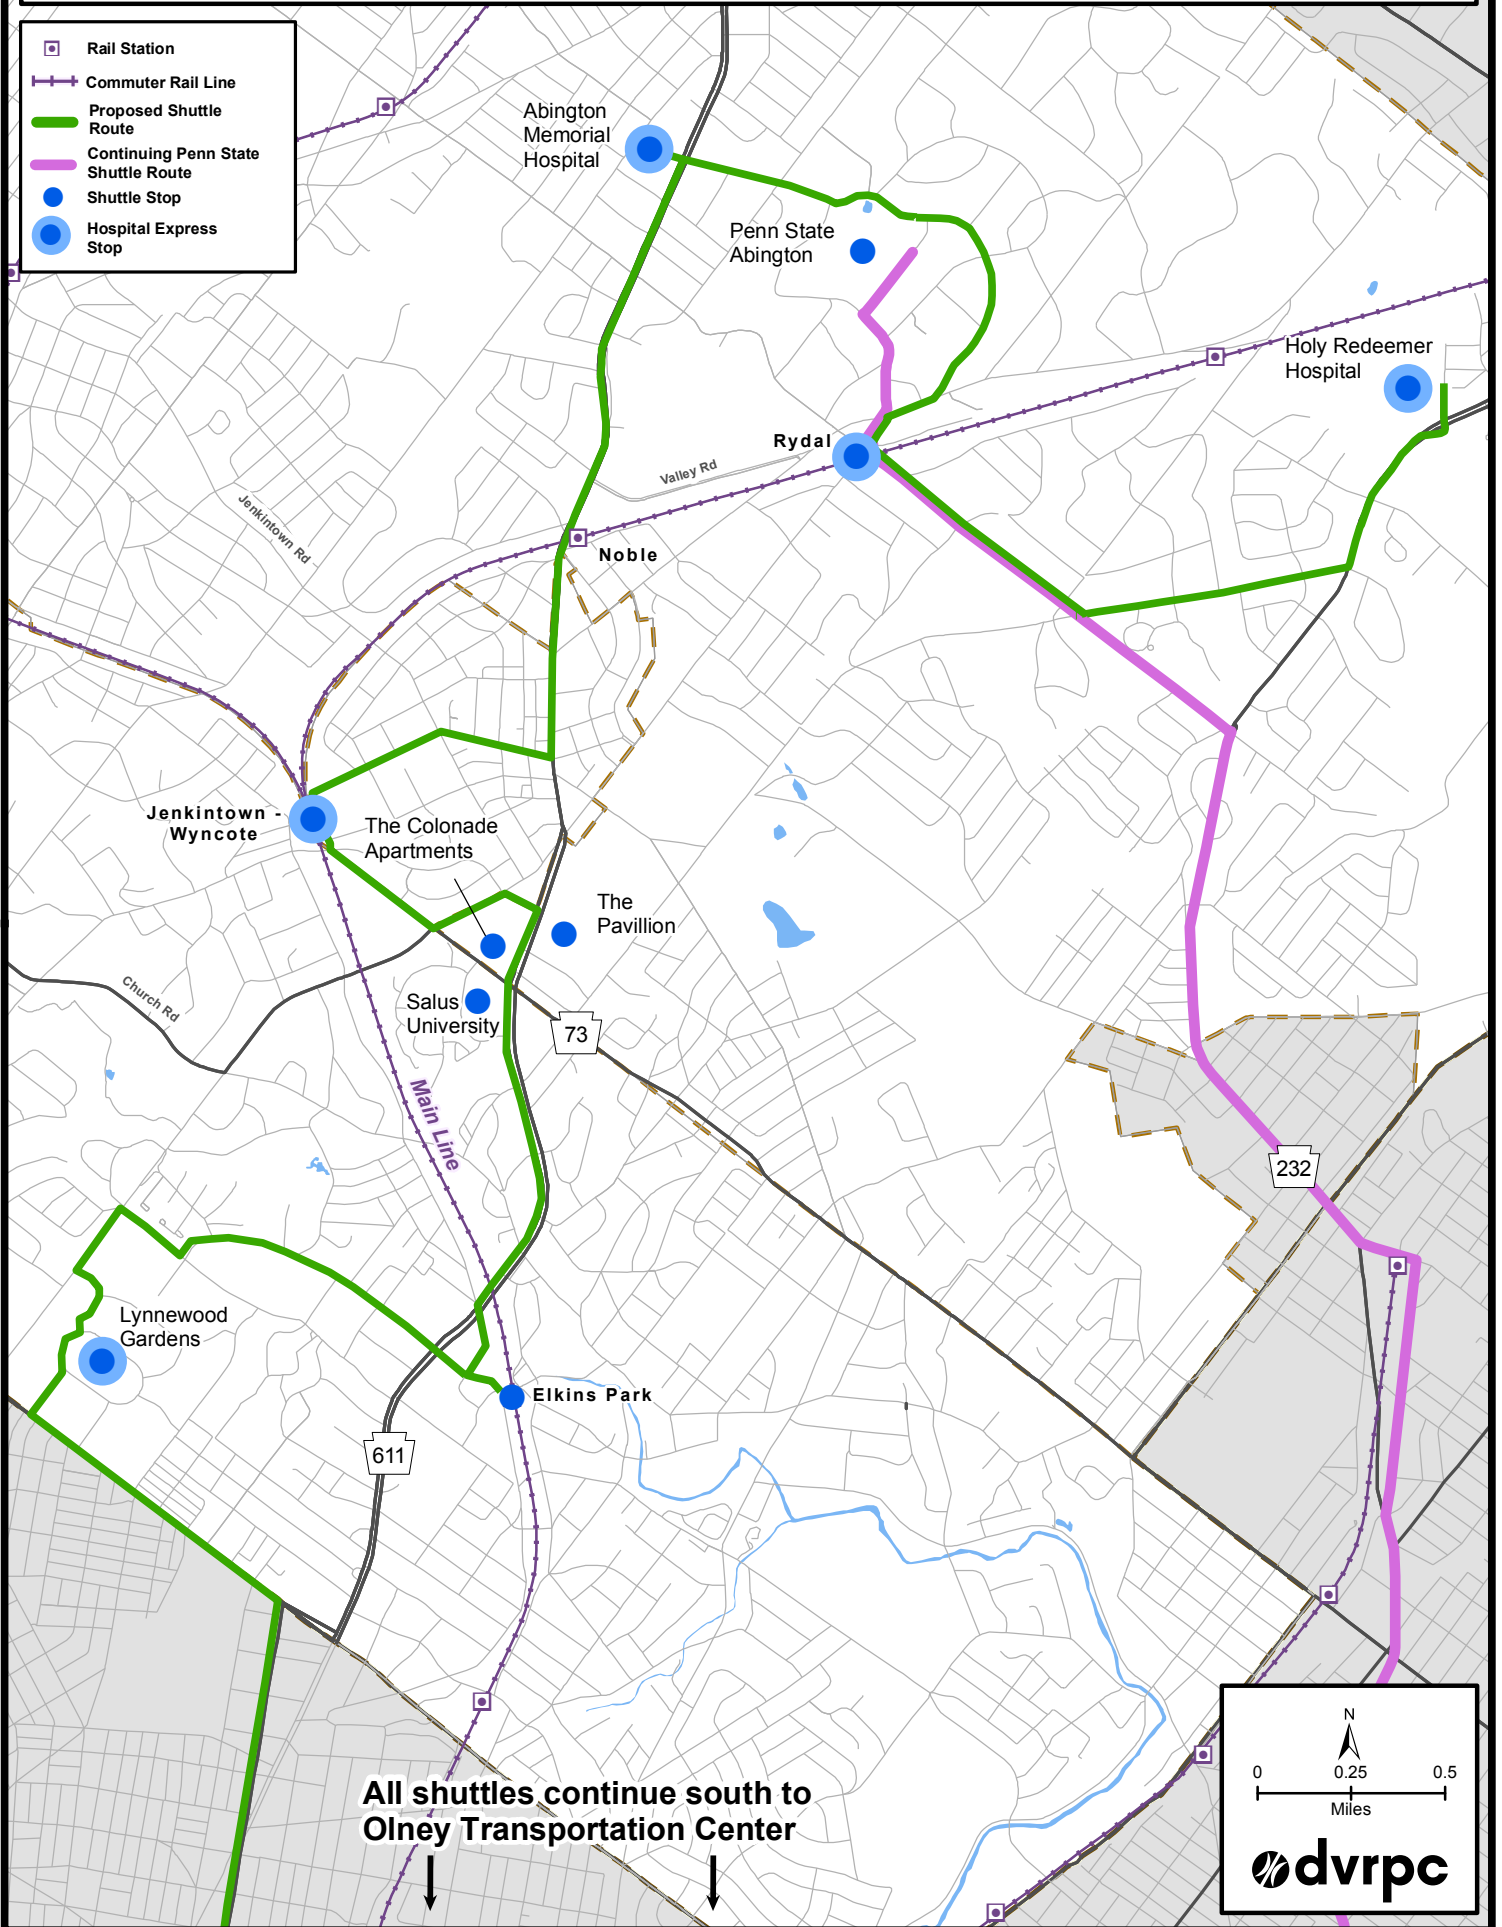 Rail Station
Commuter Rail Line
Proposed Shuttle
Route
Continuing Penn State
Shuttle Route
Shuttle Stop
Hospital Express
Stop
Abington
Memorial
Hospital
Penn State
Abington
Holy Redeemer
Hospital
Rydal
Valley Rd
Jenkintown Rd
Noble
Jenkintown -
Wyncote
The Colonade
Apartments
The
Pavillion
Church Rd
Salus
University
73
Main Line
232
Lynnewood
Gardens
Elkins Park
611
All shuttles continue south to
Olney Transportation Center
N
0 0.25 0.5
Miles
dvrpc